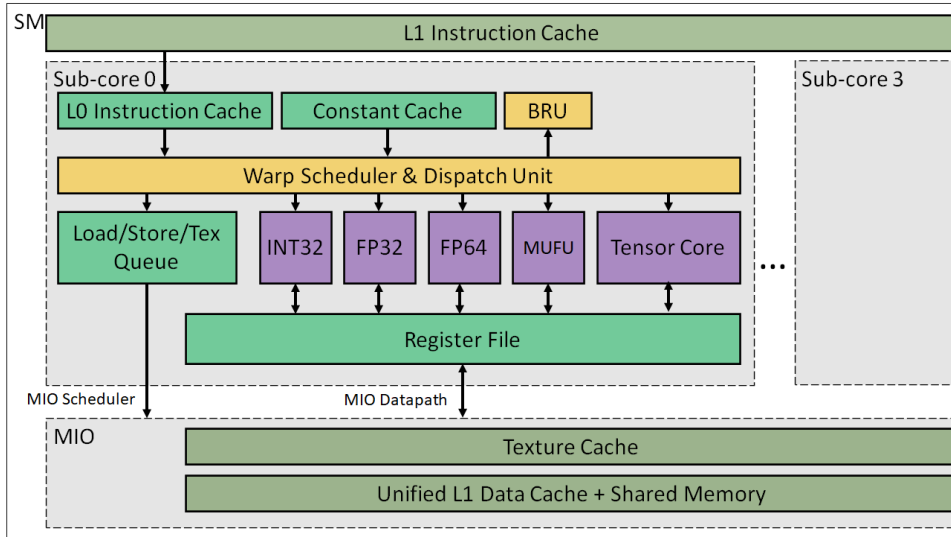 SM
L1 Instruction Cache
Sub-core 0
Sub-core 3
L0 Instruction Cache
Constant Cache
BRU
Warp Scheduler & Dispatch Unit
Load/Store/Tex
Queue
INT32
FP32
FP64
MUFU
Tensor Core
...
Register File
MIO Scheduler
MIO Datapath
MIO
Texture Cache
Unified L1 Data Cache + Shared Memory